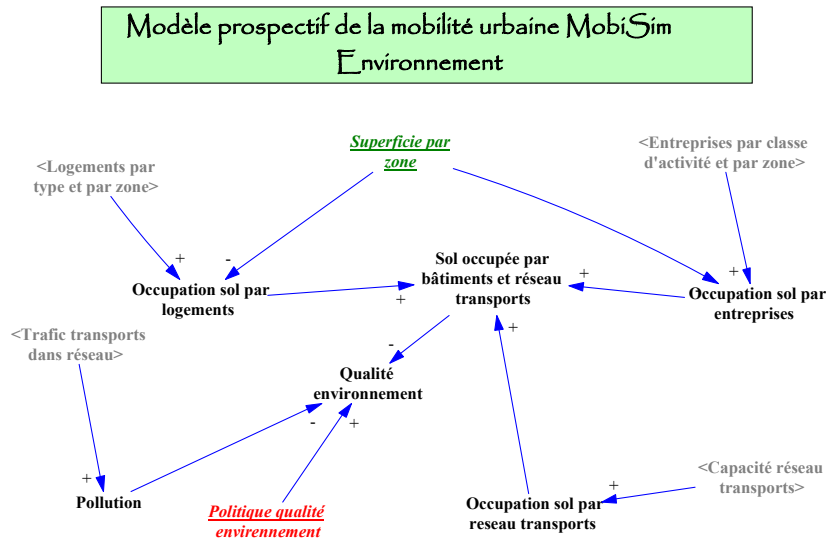 Modèle prospectif de la mobilité urbaine MobiSim
Environnement
Superficie par
zone
<Entreprises par classe
d'activité et par zone>
<Logements par
type et par zone>
+
-
+
Occupation sol par
logements
+
Sol occupée par
bâtiments et réseau
transports
+
Occupation sol par
entreprises
+
<Trafic transports
dans réseau>
-
Qualité
environnement
-
+
+
Pollution
Politique qualité
envirennement
<Capacité réseau
transports>
+
Occupation sol par
reseau transports